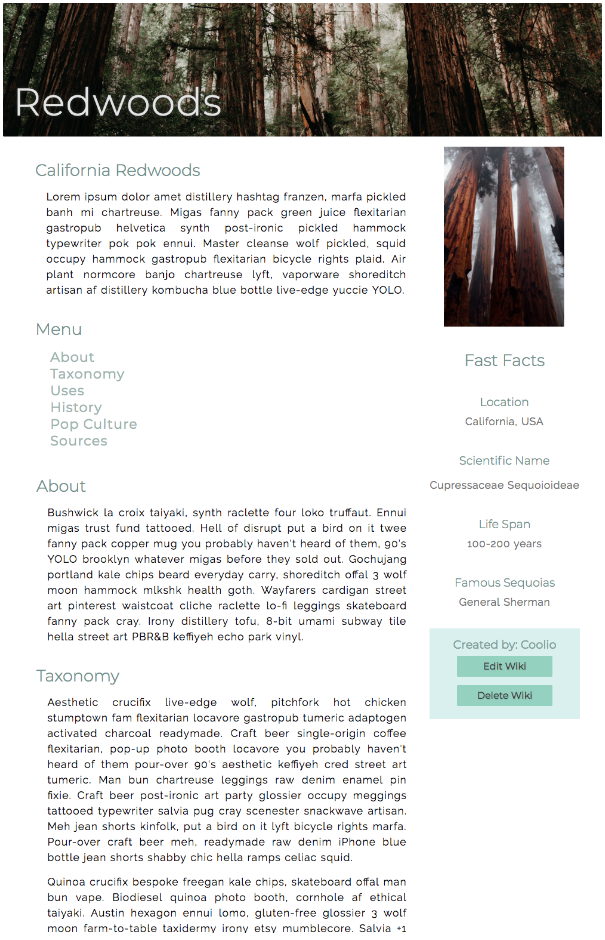 Redwoods
California Redwoods
Lorem ipsum dolor amet distillery hashtag franzen, marfa pickled
banh mi chartreuse. Migas fanny pack green juice flexitarian
gastropub helvetica synth post-ironic pickled hammock
typewriter pok pok ennui. Master cleanse wolf pickled, squid
occupy hammock gastropub flexitarian bicycle rights plaid. Air
plant normcore banjo chartreuse lyft, vaporware shoreditch
artisan af distillery kombucha blue bottle live-edge yuccie YOLO.
Menu
About
Taxonomy
Uses
History
Pop Culture
Sources
About
Bushwick la croix taiyaki, synth raclette four loko truffaut. Ennui
migas trust fund tattooed. Hell of disrupt put a bird on it twee
fanny pack copper mug you probably haven't heard of them, 90's
YOLO brooklyn whatever migas before they sold out. Gochujang
portland kale chips beard everyday carry, shoreditch offal 3 wolf
moon hammock mlkshk health goth. Wayfarers cardigan street
art pinterest waistcoat cliche raclette lo-fi leggings skateboard
fanny pack cray. Irony distillery tofu, 8-bit umami subway tile
hella street art PBR&B keffiyeh echo park vinyl.
Taxonomy
Aesthetic crucifix live-edge wolf, pitchfork hot chicken
stumptown fam flexitarian locavore gastropub tumeric adaptogen
activated charcoal readymade. Craft beer single-origin coffee
flexitarian, pop-up photo booth locavore you probably haven't
heard of them pour-over 90's aesthetic keffiyeh cred street art
tumeric. Man bun chartreuse leggings raw denim enamel pin
fixie. Craft beer post-ironic art party glossier occupy meggings
tattooed typewriter salvia pug cray scenester snackwave artisan.
Meh jean shorts kinfolk, put a bird on it lyft bicycle rights marfa.
Pour-over craft beer meh, readymade raw denim iPhone blue
bottle jean shorts shabby chic hella ramps celiac squid.
Quinoa crucifix bespoke freegan kale chips, skateboard offal man
bun vape. Biodiesel quinoa photo booth, cornhole af ethical
taiyaki. Austin hexagon ennui lomo, gluten-free glossier 3 wolf
moon farm-to-table taxidermy irony etsy mumblecore. Salvia +1
Fast Facts
Location
California, USA
Scientific Name
Cupressaceae Sequoioideae
Life Span
100-200 years
Famous Sequoias
General Sherman
Created by: Coolio
Edit Wiki
Delete Wiki